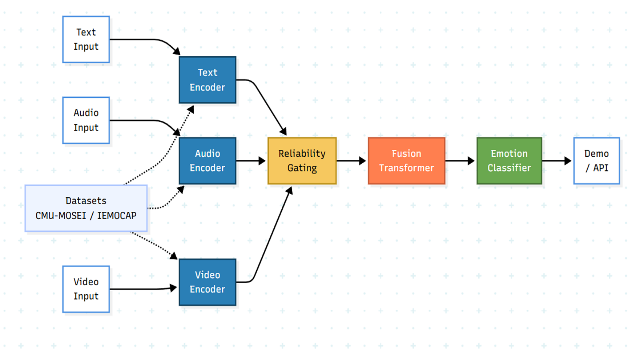 Text
Input
Text
Encoder
Audio
Input
Audio
Encoder
Reliability
Gating
Fusion
Transformer
Emotion
Classifier
Demo
/ API
Datasets
CMU-MOSEI / IEMOCAP
Video
Input
Video
Encoder